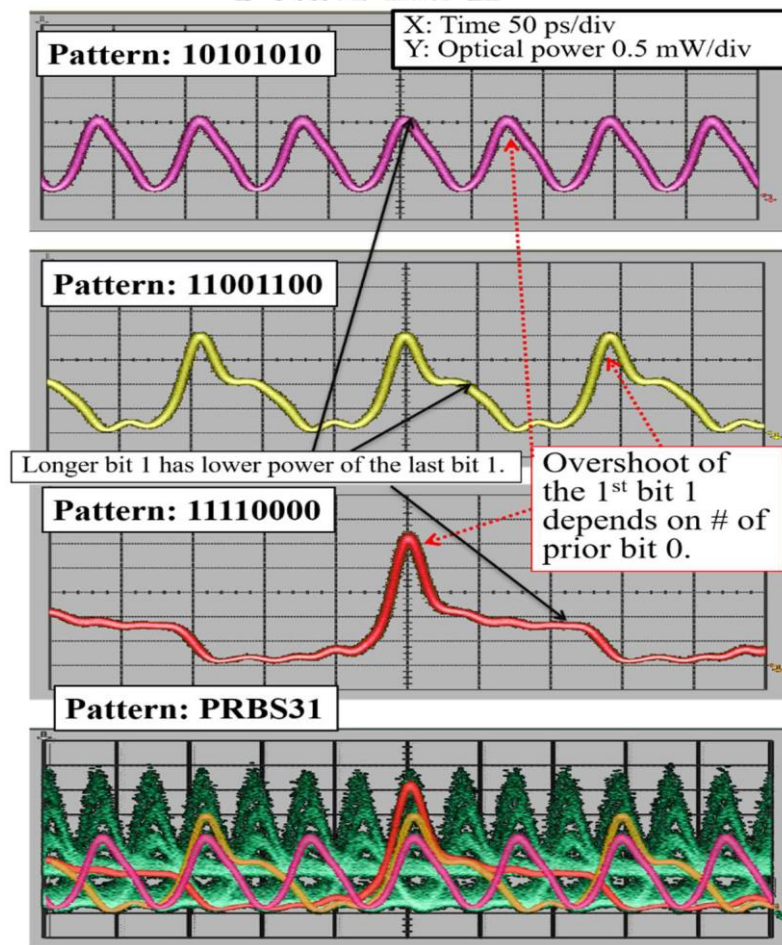 X: Time 50 ps/div
Y: Optical power 0.5 mW/div
Pattern: 10101010
Pattern: 11001100
Longer bit 1 has lower power of the last bit 1.
Overshoot of
the 1st bit 1
depends on # of
prior bit 0.
Pattern: 11110000
Pattern: PRBS31